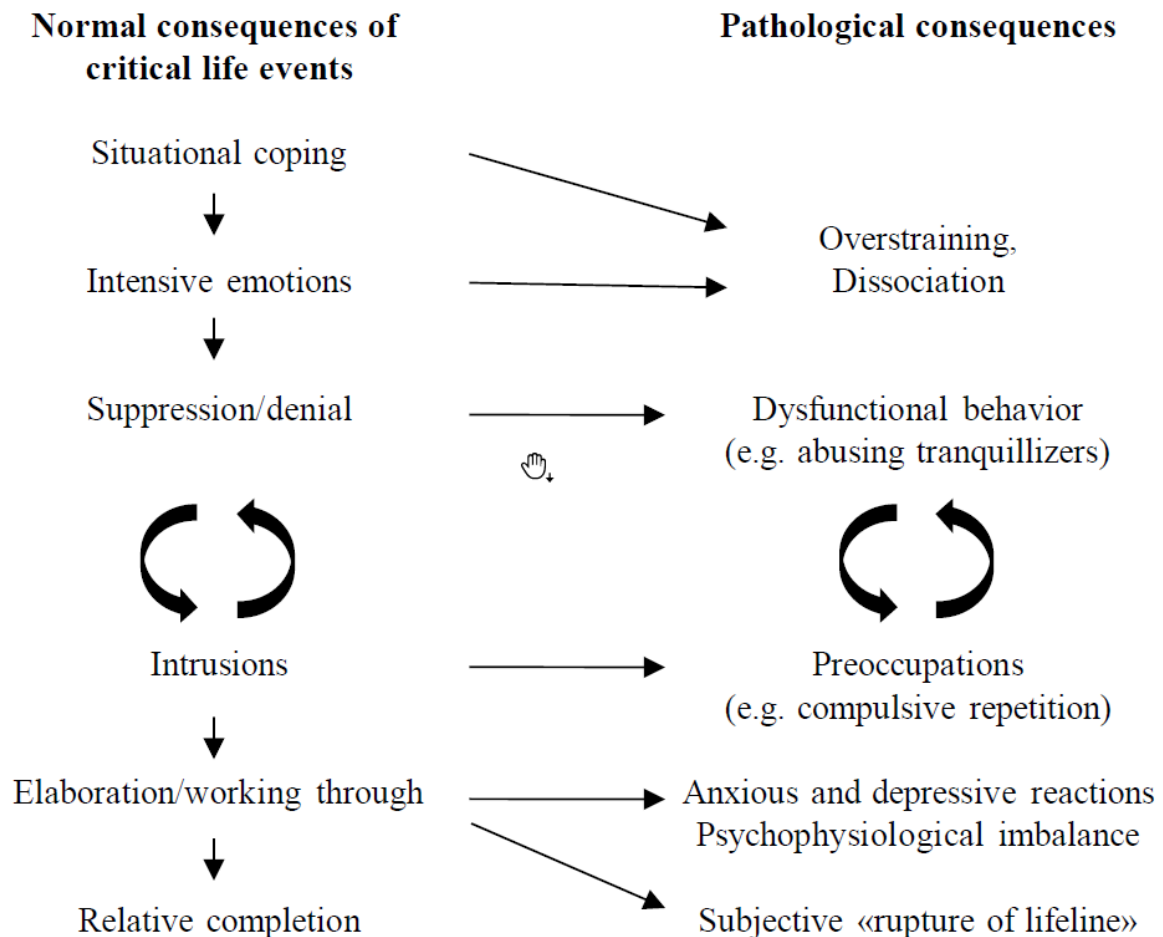 Normal consequences of
critical life events
Pathological consequences
Situational coping
Overstraining,
Dissociation
Intensive emotions
Suppression/denial
Dysfunctional behavior
(e.g. abusing tranquillizers)
Intrusions
Preoccupations
(e.g. compulsive repetition)
Elaboration/working through
Anxious and depressive reactions
Psychophysiological imbalance
Relative completion
Subjective «rupture of lifeline»